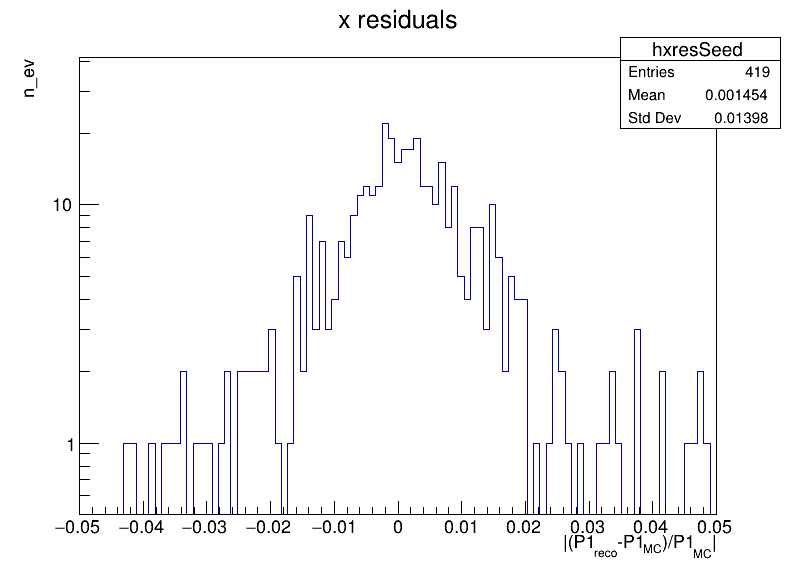 x residuals
hxresSeed
Entries 419
Mean 0.001454
Std Dev 0.01398
n_ev
10
1
−0.05 −0.04 −0.03 −0.02 −0.01 0 0.01 0.02 0.03 0.04 0.05
|(P1reco-P1MC)/P1MC|